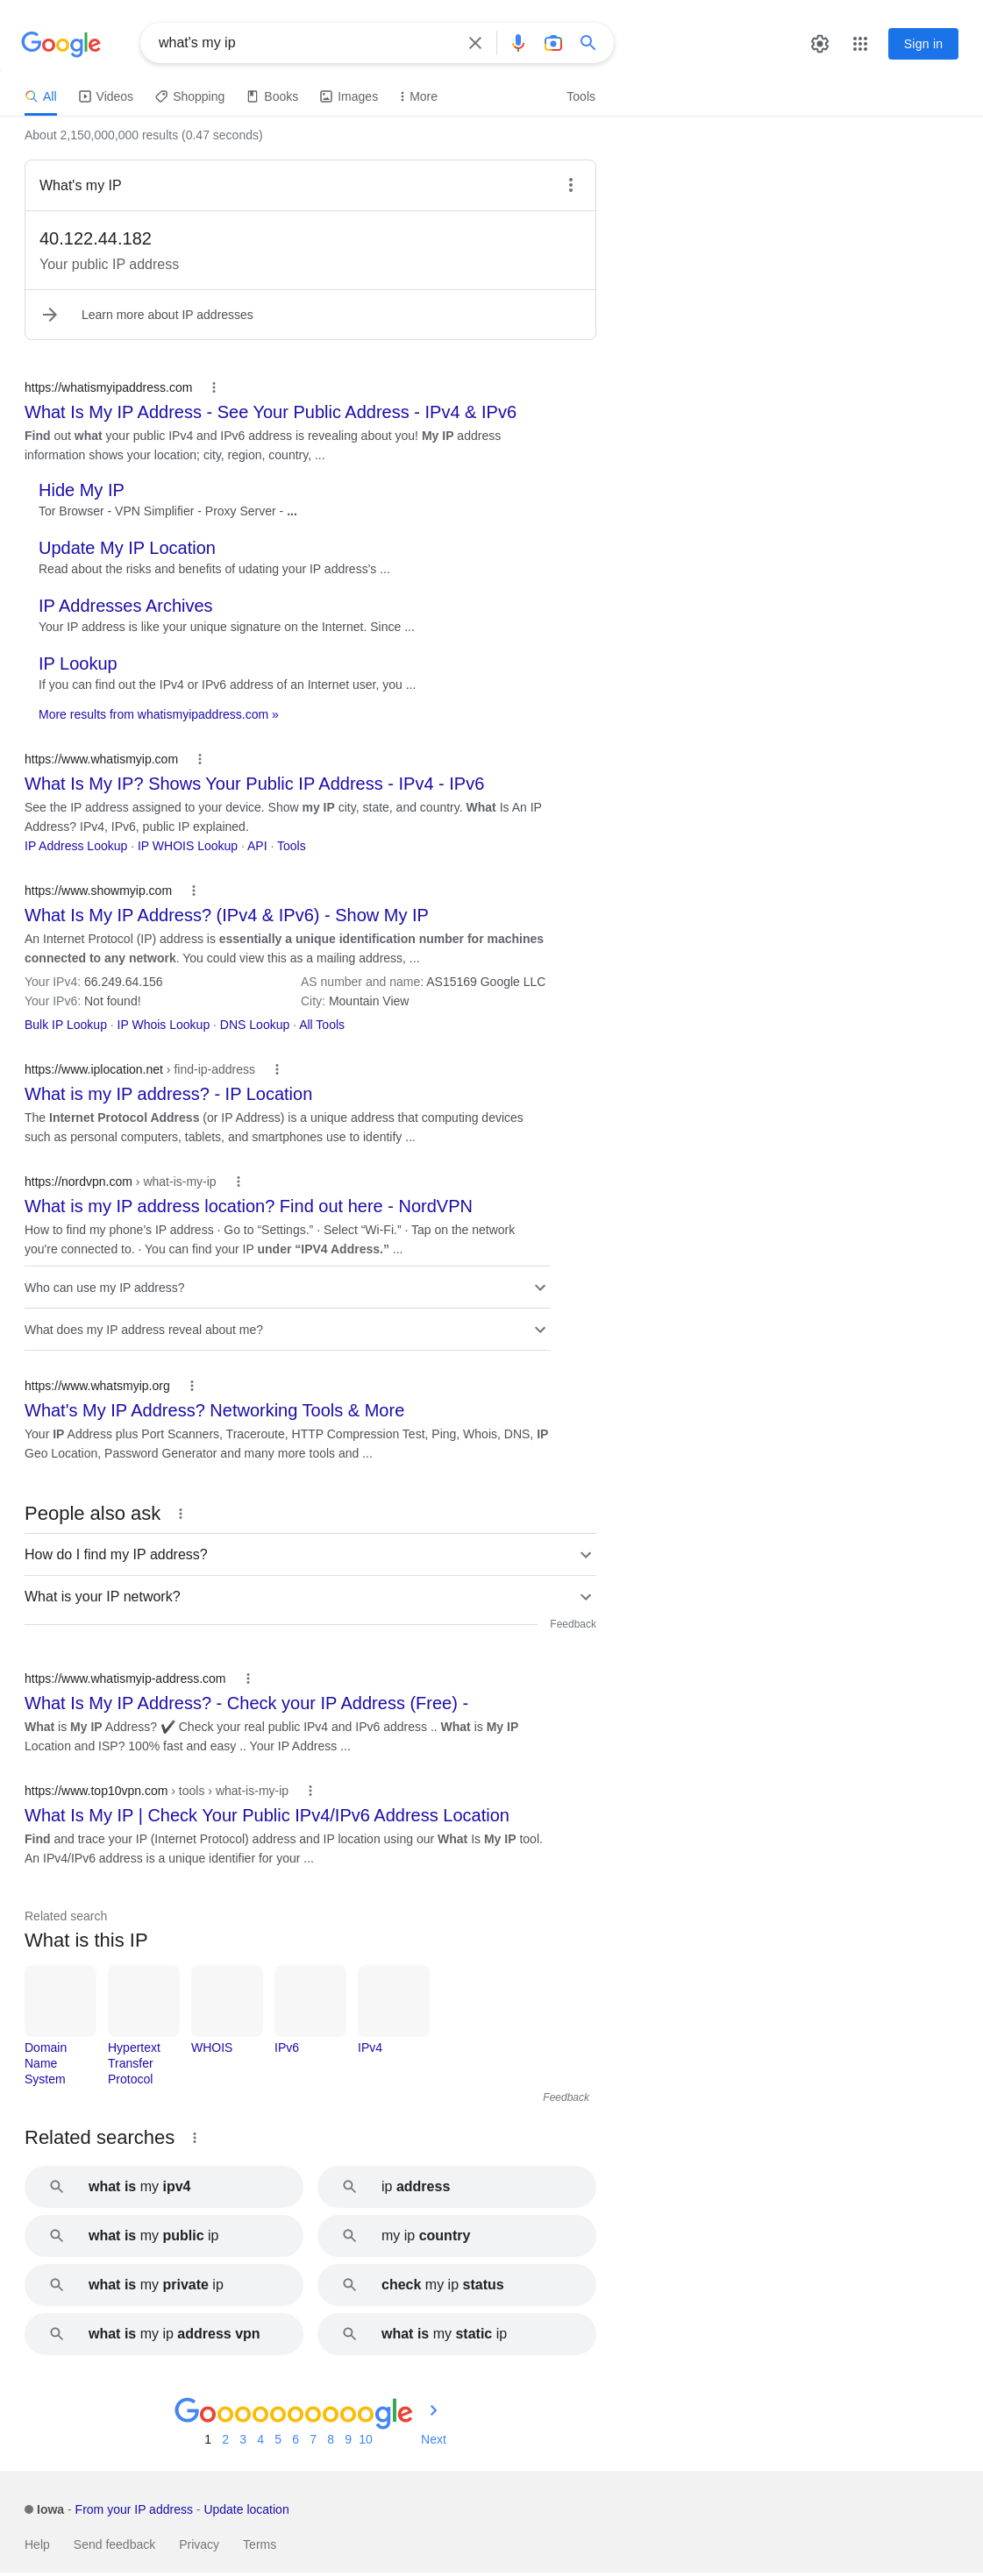 Google
what's my ip
Sign in
All
Videos
Shopping
Books
Images
More
Tools
About 2,150,000,000 results (0.47 seconds)
What's my IP
40.122.44.182
Your public IP address
Learn more about IP addresses
https://whatismyipaddress.com
What Is My IP Address - See Your Public Address - IPv4 & IPv6
Find out what your public IPv4 and IPv6 address is revealing about you! My IP address
information shows your location; city, region, country, ...
Hide My IP
Tor Browser - VPN Simplifier - Proxy Server - ...
Update My IP Location
Read about the risks and benefits of udating your IP address's ...
IP Addresses Archives
Your IP address is like your unique signature on the Internet. Since ...
IP Lookup
If you can find out the IPv4 or IPv6 address of an Internet user, you ...
More results from whatismyipaddress.com »
https://www.whatismyip.com
What Is My IP? Shows Your Public IP Address - IPv4 - IPv6
See the IP address assigned to your device. Show my IP city, state, and country. What Is An IP
Address? IPv4, IPv6, public IP explained.
IP Address Lookup · IP WHOIS Lookup · API · Tools
https://www.showmyip.com
What Is My IP Address? (IPv4 & IPv6) - Show My IP
An Internet Protocol (IP) address is essentially a unique identification number for machines
connected to any network. You could view this as a mailing address, ...
Your IPv4: 66.249.64.156
AS number and name: AS15169 Google LLC
Your IPv6: Not found!
City: Mountain View
Bulk IP Lookup · IP Whois Lookup · DNS Lookup · All Tools
https://www.iplocation.net › find-ip-address
What is my IP address? - IP Location
The Internet Protocol Address (or IP Address) is a unique address that computing devices
such as personal computers, tablets, and smartphones use to identify ...
https://nordvpn.com › what-is-my-ip
What is my IP address location? Find out here - NordVPN
How to find my phone's IP address · Go to “Settings.” · Select “Wi-Fi.” · Tap on the network
you're connected to. · You can find your IP under “IPV4 Address.” ...
Who can use my IP address?
What does my IP address reveal about me?
https://www.whatsmyip.org
What's My IP Address? Networking Tools & More
Your IP Address plus Port Scanners, Traceroute, HTTP Compression Test, Ping, Whois, DNS, IP
Geo Location, Password Generator and many more tools and ...
People also ask
How do I find my IP address?
What is your IP network?
Feedback
https://www.whatismyip-address.com
What Is My IP Address? - Check your IP Address (Free) -
What is My IP Address? ✔ Check your real public IPv4 and IPv6 address .. What is My IP
Location and ISP? 100% fast and easy .. Your IP Address ...
https://www.top10vpn.com › tools › what-is-my-ip
What Is My IP | Check Your Public IPv4/IPv6 Address Location
Find and trace your IP (Internet Protocol) address and IP location using our What Is My IP tool.
An IPv4/IPv6 address is a unique identifier for your ...
Related search
What is this IP
Domain
Name
System
Hypertext
Transfer
Protocol
WHOIS
IPv6
IPv4
Feedback
Related searches
what is my ipv4
ip address
what is my public ip
my ip country
what is my private ip
check my ip status
what is my ip address vpn
what is my static ip
Goooooooooogle
1 2 3 4 5 6 7 8 9 10 Next
Iowa - From your IP address - Update location
Help
Send feedback
Privacy
Terms